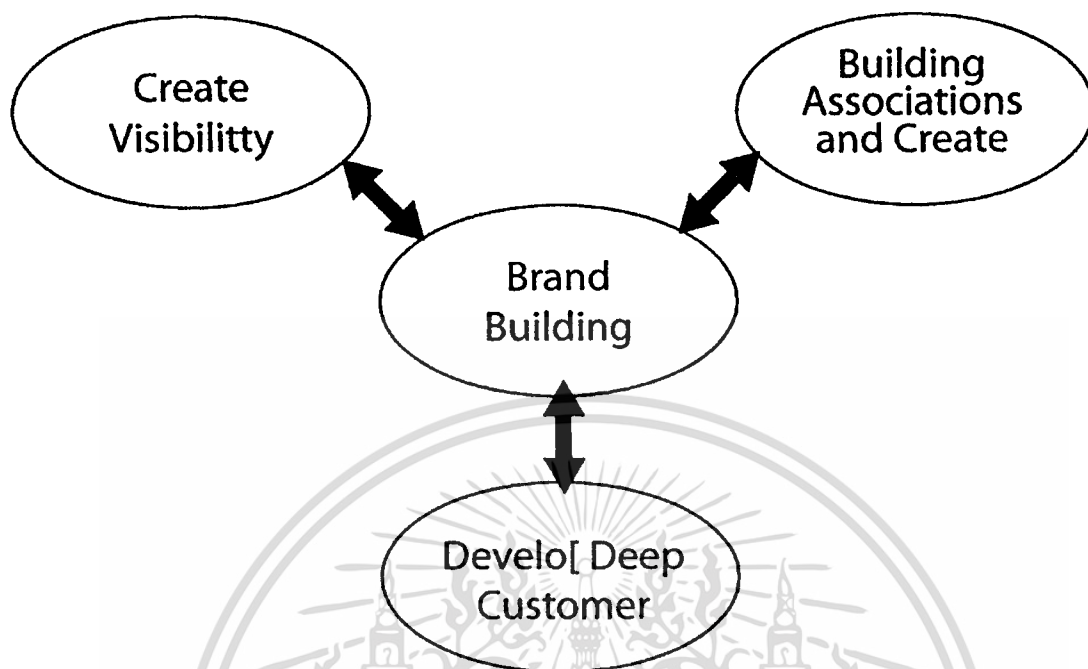 Create
Visibilitty
Building
Associations
and Create
Brand
Building
Develo[ Deep
Customer